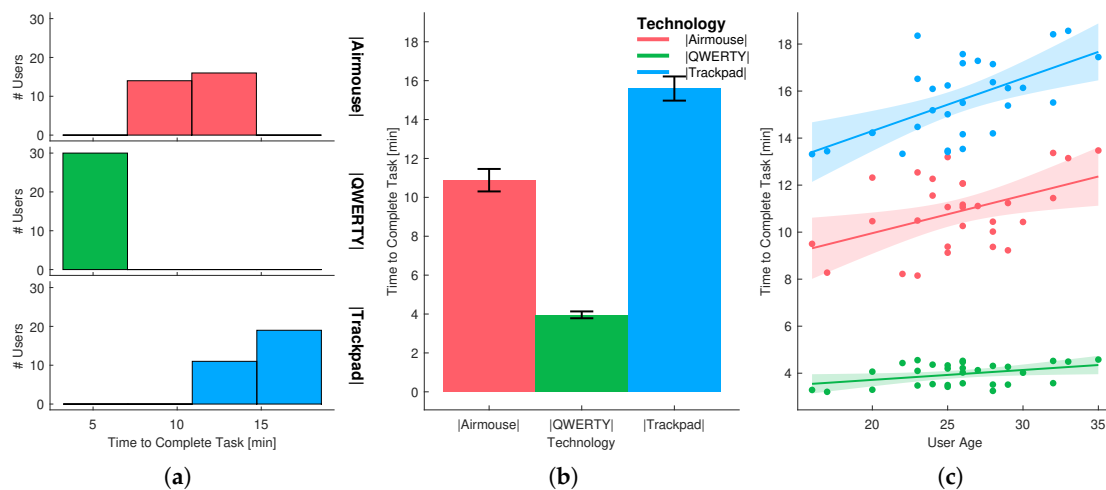 30
20
10
0
# Users
|Airmouse|
30
20
10
0
# Users
|QWERTY|
30
20
10
0
# Users
|Trackpad|
5 10 15
Time to Complete Task [min]
(a)
Technology
|Airmouse|
|QWERTY|
|Trackpad|
18
16
14
12
10
8
6
4
2
0
Time to Complete Task [min]
|Airmouse| |QWERTY| |Trackpad|
Technology
(b)
18
16
14
12
10
8
6
4
Time to Complete Task [min]
20 25 30 35
User Age
(c)